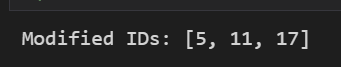 Modified IDs: [5, 11, 17]